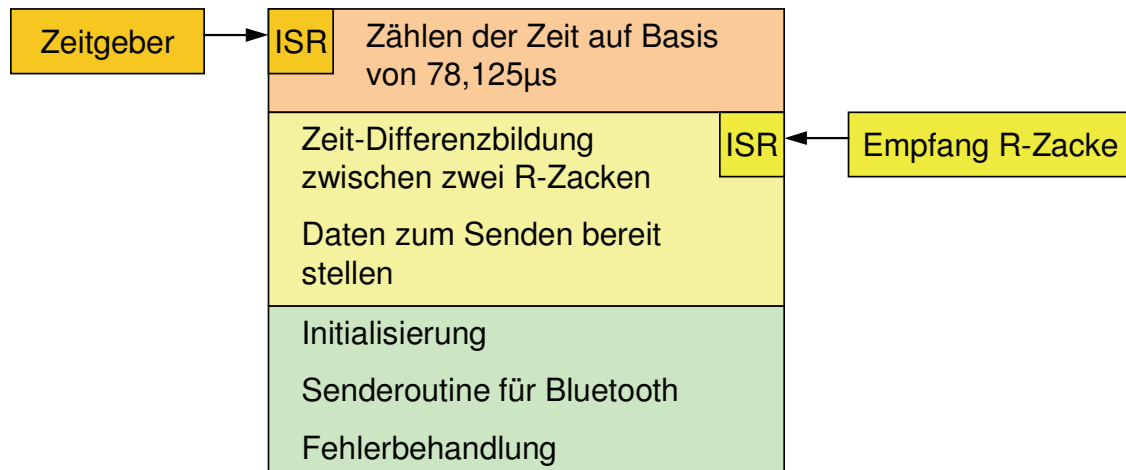 Zeitgeber
ISR
Zählen der Zeit auf Basis
von 78,125µs
Zeit-Differenzbildung
zwischen zwei R-Zacken
ISR
Empfang R-Zacke
Daten zum Senden bereit
stellen
Initialisierung
Senderoutine für Bluetooth
Fehlerbehandlung